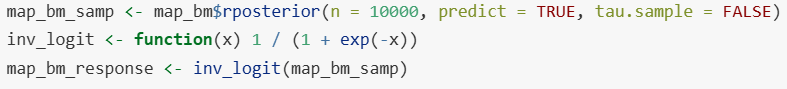 map_bm_samp <- map_bm$rposterior(n = 10000, predict = TRUE, tau.sample = FALSE)
inv_logit <- function(x) 1 / (1 + exp(-x))
map_bm_response <- inv_logit(map_bm_samp)